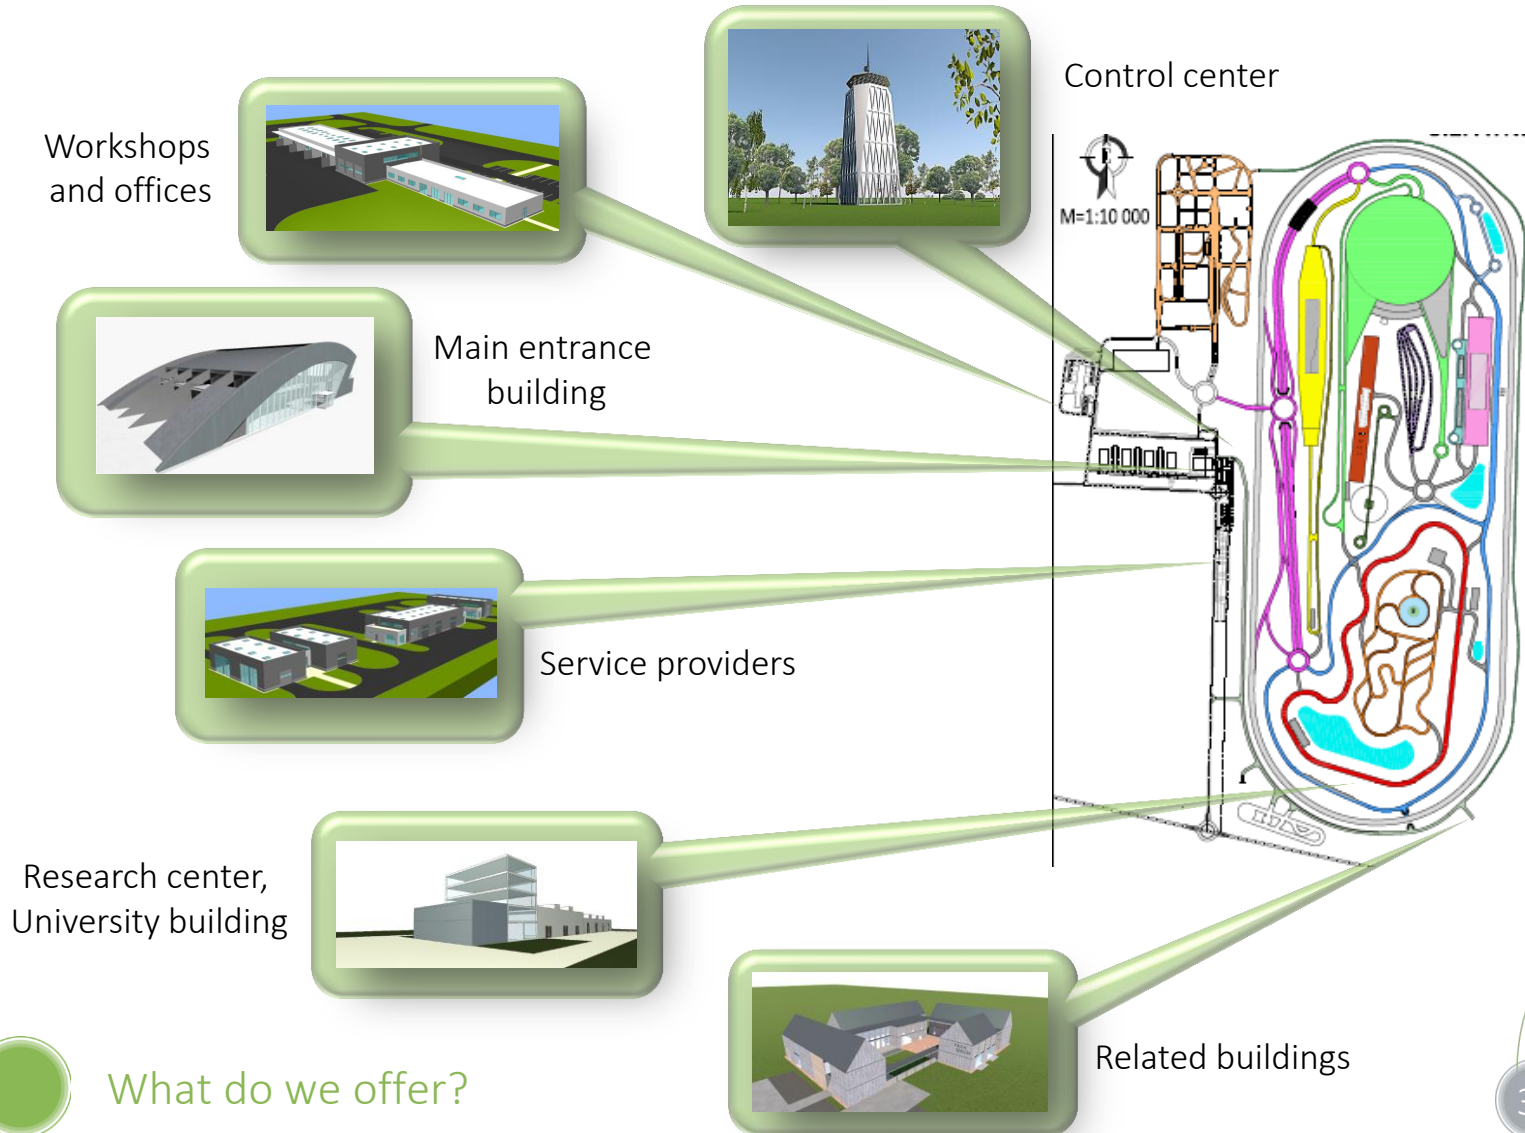 Control center
Workshops
and offices
M=1:10 000
Main entrance
building
Service providers
Research center,
University building
Related buildings
What do we offer?
3